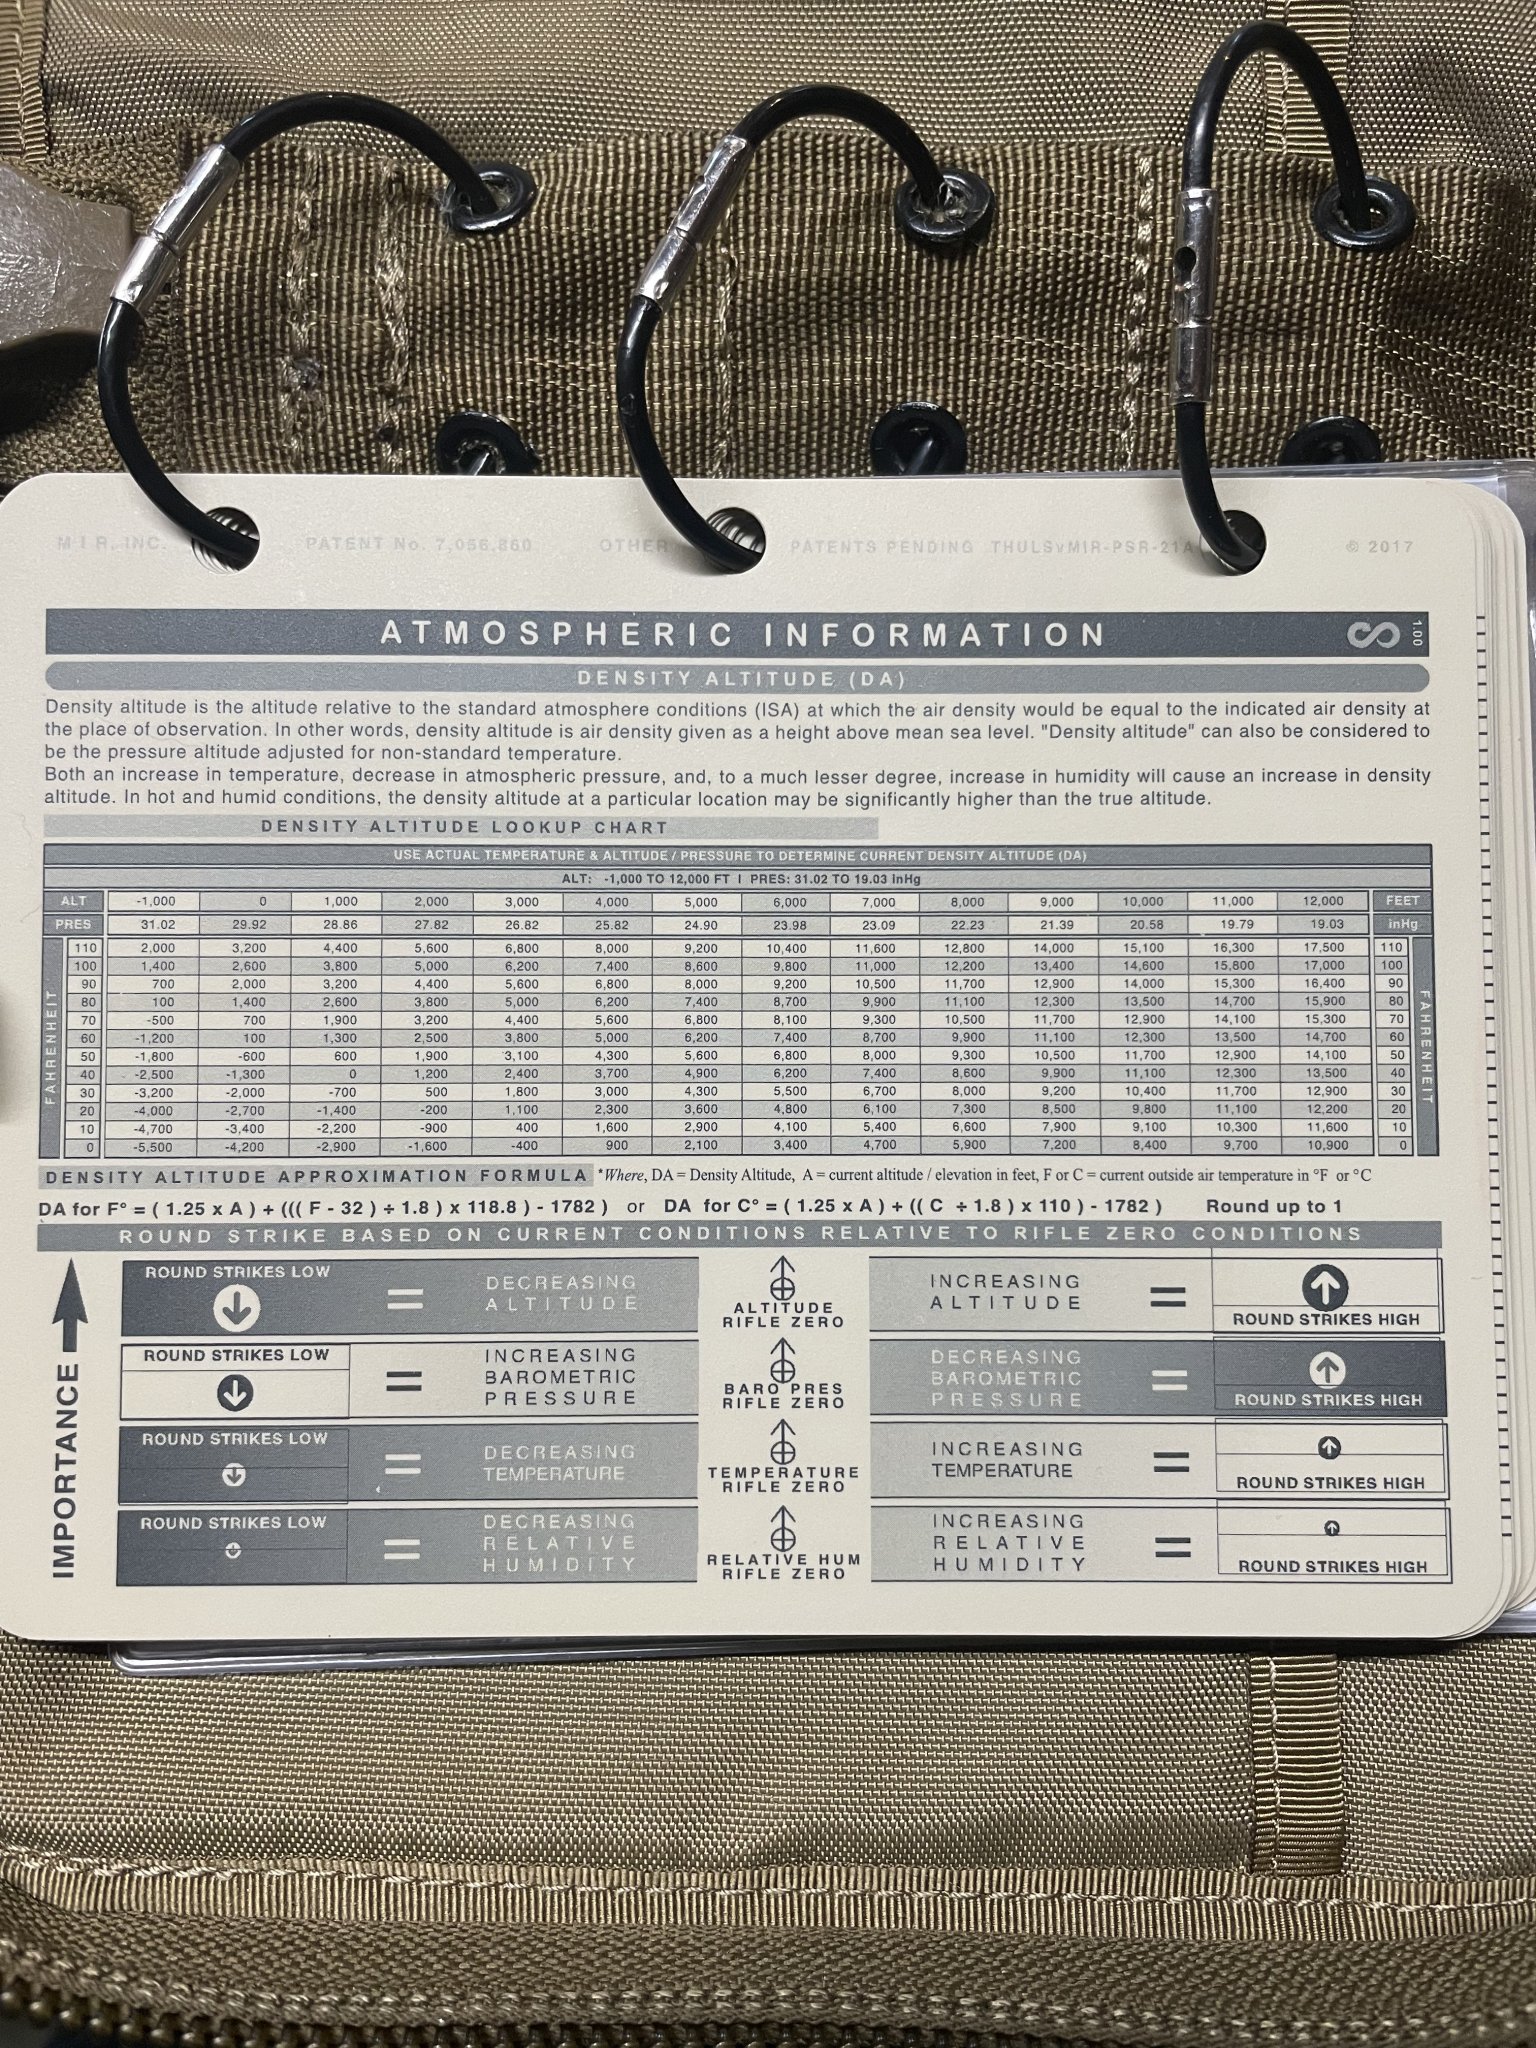 M I R, INC. PATENT No. 7,056,860 OTHER PATENTS PENDING THULSvMIR-PSR-21A © 2017
ATMOSPHERIC INFORMATION 1.00
DENSITY ALTITUDE (DA)
Density altitude is the altitude relative to the standard atmosphere conditions (ISA) at which the air density would be equal to the indicated air density at
the place of observation. In other words, density altitude is air density given as a height above mean sea level. "Density altitude" can also be considered to
be the pressure altitude adjusted for non-standard temperature.
Both an increase in temperature, decrease in atmospheric pressure, and, to a much lesser degree, increase in humidity will cause an increase in density
altitude. In hot and humid conditions, the density altitude at a particular location may be significantly higher than the true altitude.
DENSITY ALTITUDE LOOKUP CHART
USE ACTUAL TEMPERATURE & ALTITUDE / PRESSURE TO DETERMINE CURRENT DENSITY ALTITUDE (DA)
ALT: -1,000 TO 12,000 FT I PRES: 31.02 TO 19.03 inHg
ALT -1,000 0 1,000 2,000 3,000 4,000 5,000 6,000 7,000 8,000 9,000 10,000 11,000 12,000 FEET
PRES 31.02 29.92 28.86 27.82 26.82 25.82 24.90 23.98 23.09 22.23 21.39 20.58 19.79 19.03 inHg
FAHRENHEIT
110 2,000 3,200 4,400 5,600 6,800 8,000 9,200 10,400 11,600 12,800 14,000 15,100 16,300 17,500 110
100 1,400 2,600 3,800 5,000 6,200 7,400 8,600 9,800 11,000 12,200 13,400 14,600 15,800 17,000 100
90 700 2,000 3,200 4,400 5,600 6,800 8,000 9,200 10,500 11,700 12,900 14,000 15,300 16,400 90
80 100 1,400 2,600 3,800 5,000 6,200 7,400 8,700 9,900 11,100 12,300 13,500 14,700 15,900 80
70 -500 700 1,900 3,200 4,400 5,600 6,800 8,100 9,300 10,500 11,700 12,900 14,100 15,300 70
60 -1,200 100 1,300 2,500 3,800 5,000 6,200 7,400 8,700 9,900 11,100 12,300 13,500 14,700 60
50 -1,800 -600 600 1,900 3,100 4,300 5,600 6,800 8,000 9,300 10,500 11,700 12,900 14,100 50
40 -2,500 -1,300 0 1,200 2,400 3,700 4,900 6,200 7,400 8,600 9,900 11,100 12,300 13,500 40
30 -3,200 -2,000 -700 500 1,800 3,000 4,300 5,500 6,700 8,000 9,200 10,400 11,700 12,900 30
20 -4,000 -2,700 -1,400 -200 1,100 2,300 3,600 4,800 6,100 7,300 8,500 9,800 11,100 12,200 20
10 -4,700 -3,400 -2,200 -900 400 1,600 2,900 4,100 5,400 6,600 7,900 9,100 10,300 11,600 10
0 -5,500 -4,200 -2,900 -1,600 -400 900 2,100 3,400 4,700 5,900 7,200 8,400 9,700 10,900 0
FAHRENHEIT
DENSITY ALTITUDE APPROXIMATION FORMULA *Where, DA = Density Altitude, A = current altitude / elevation in feet, F or C = current outside air temperature in °F or °C
DA for F° = ( 1.25 x A ) + ((( F - 32 ) ÷ 1.8 ) x 118.8 ) - 1782 ) or DA for C° = ( 1.25 x A ) + (( C ÷ 1.8 ) x 110 ) - 1782 ) Round up to 1
ROUND STRIKE BASED ON CURRENT CONDITIONS RELATIVE TO RIFLE ZERO CONDITIONS
IMPORTANCE
ROUND STRIKES LOW = DECREASING
ALTITUDE
ALTITUDE
RIFLE ZERO
INCREASING
ALTITUDE = ROUND STRIKES HIGH
ROUND STRIKES LOW = INCREASING
BAROMETRIC
PRESSURE
BARO PRES
RIFLE ZERO
DECREASING
BAROMETRIC
PRESSURE = ROUND STRIKES HIGH
ROUND STRIKES LOW = DECREASING
TEMPERATURE
TEMPERATURE
RIFLE ZERO
INCREASING
TEMPERATURE = ROUND STRIKES HIGH
ROUND STRIKES LOW = DECREASING
RELATIVE
HUMIDITY
RELATIVE HUM
RIFLE ZERO
INCREASING
RELATIVE
HUMIDITY = ROUND STRIKES HIGH